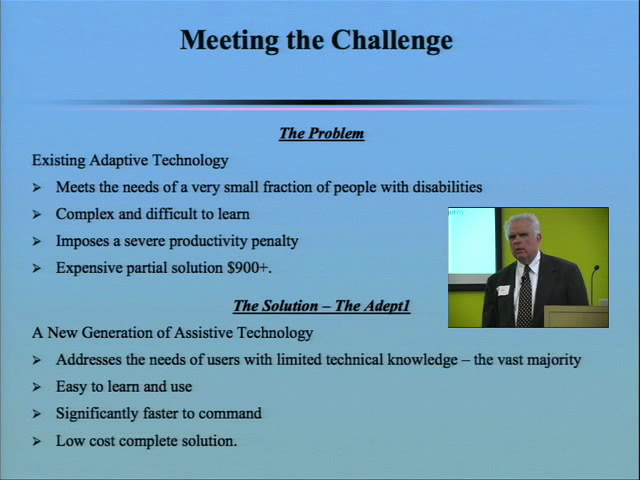 Meeting the Challenge
The Problem
Existing Adaptive Technology
Meets the needs of a very small fraction of people with disabilities
Complex and difficult to learn
Imposes a severe productivity penalty
Expensive partial solution $900+.
The Solution – The Adept1
A New Generation of Assistive Technology
Addresses the needs of users with limited technical knowledge – the vast majority
Easy to learn and use
Significantly faster to command
Low cost complete solution.